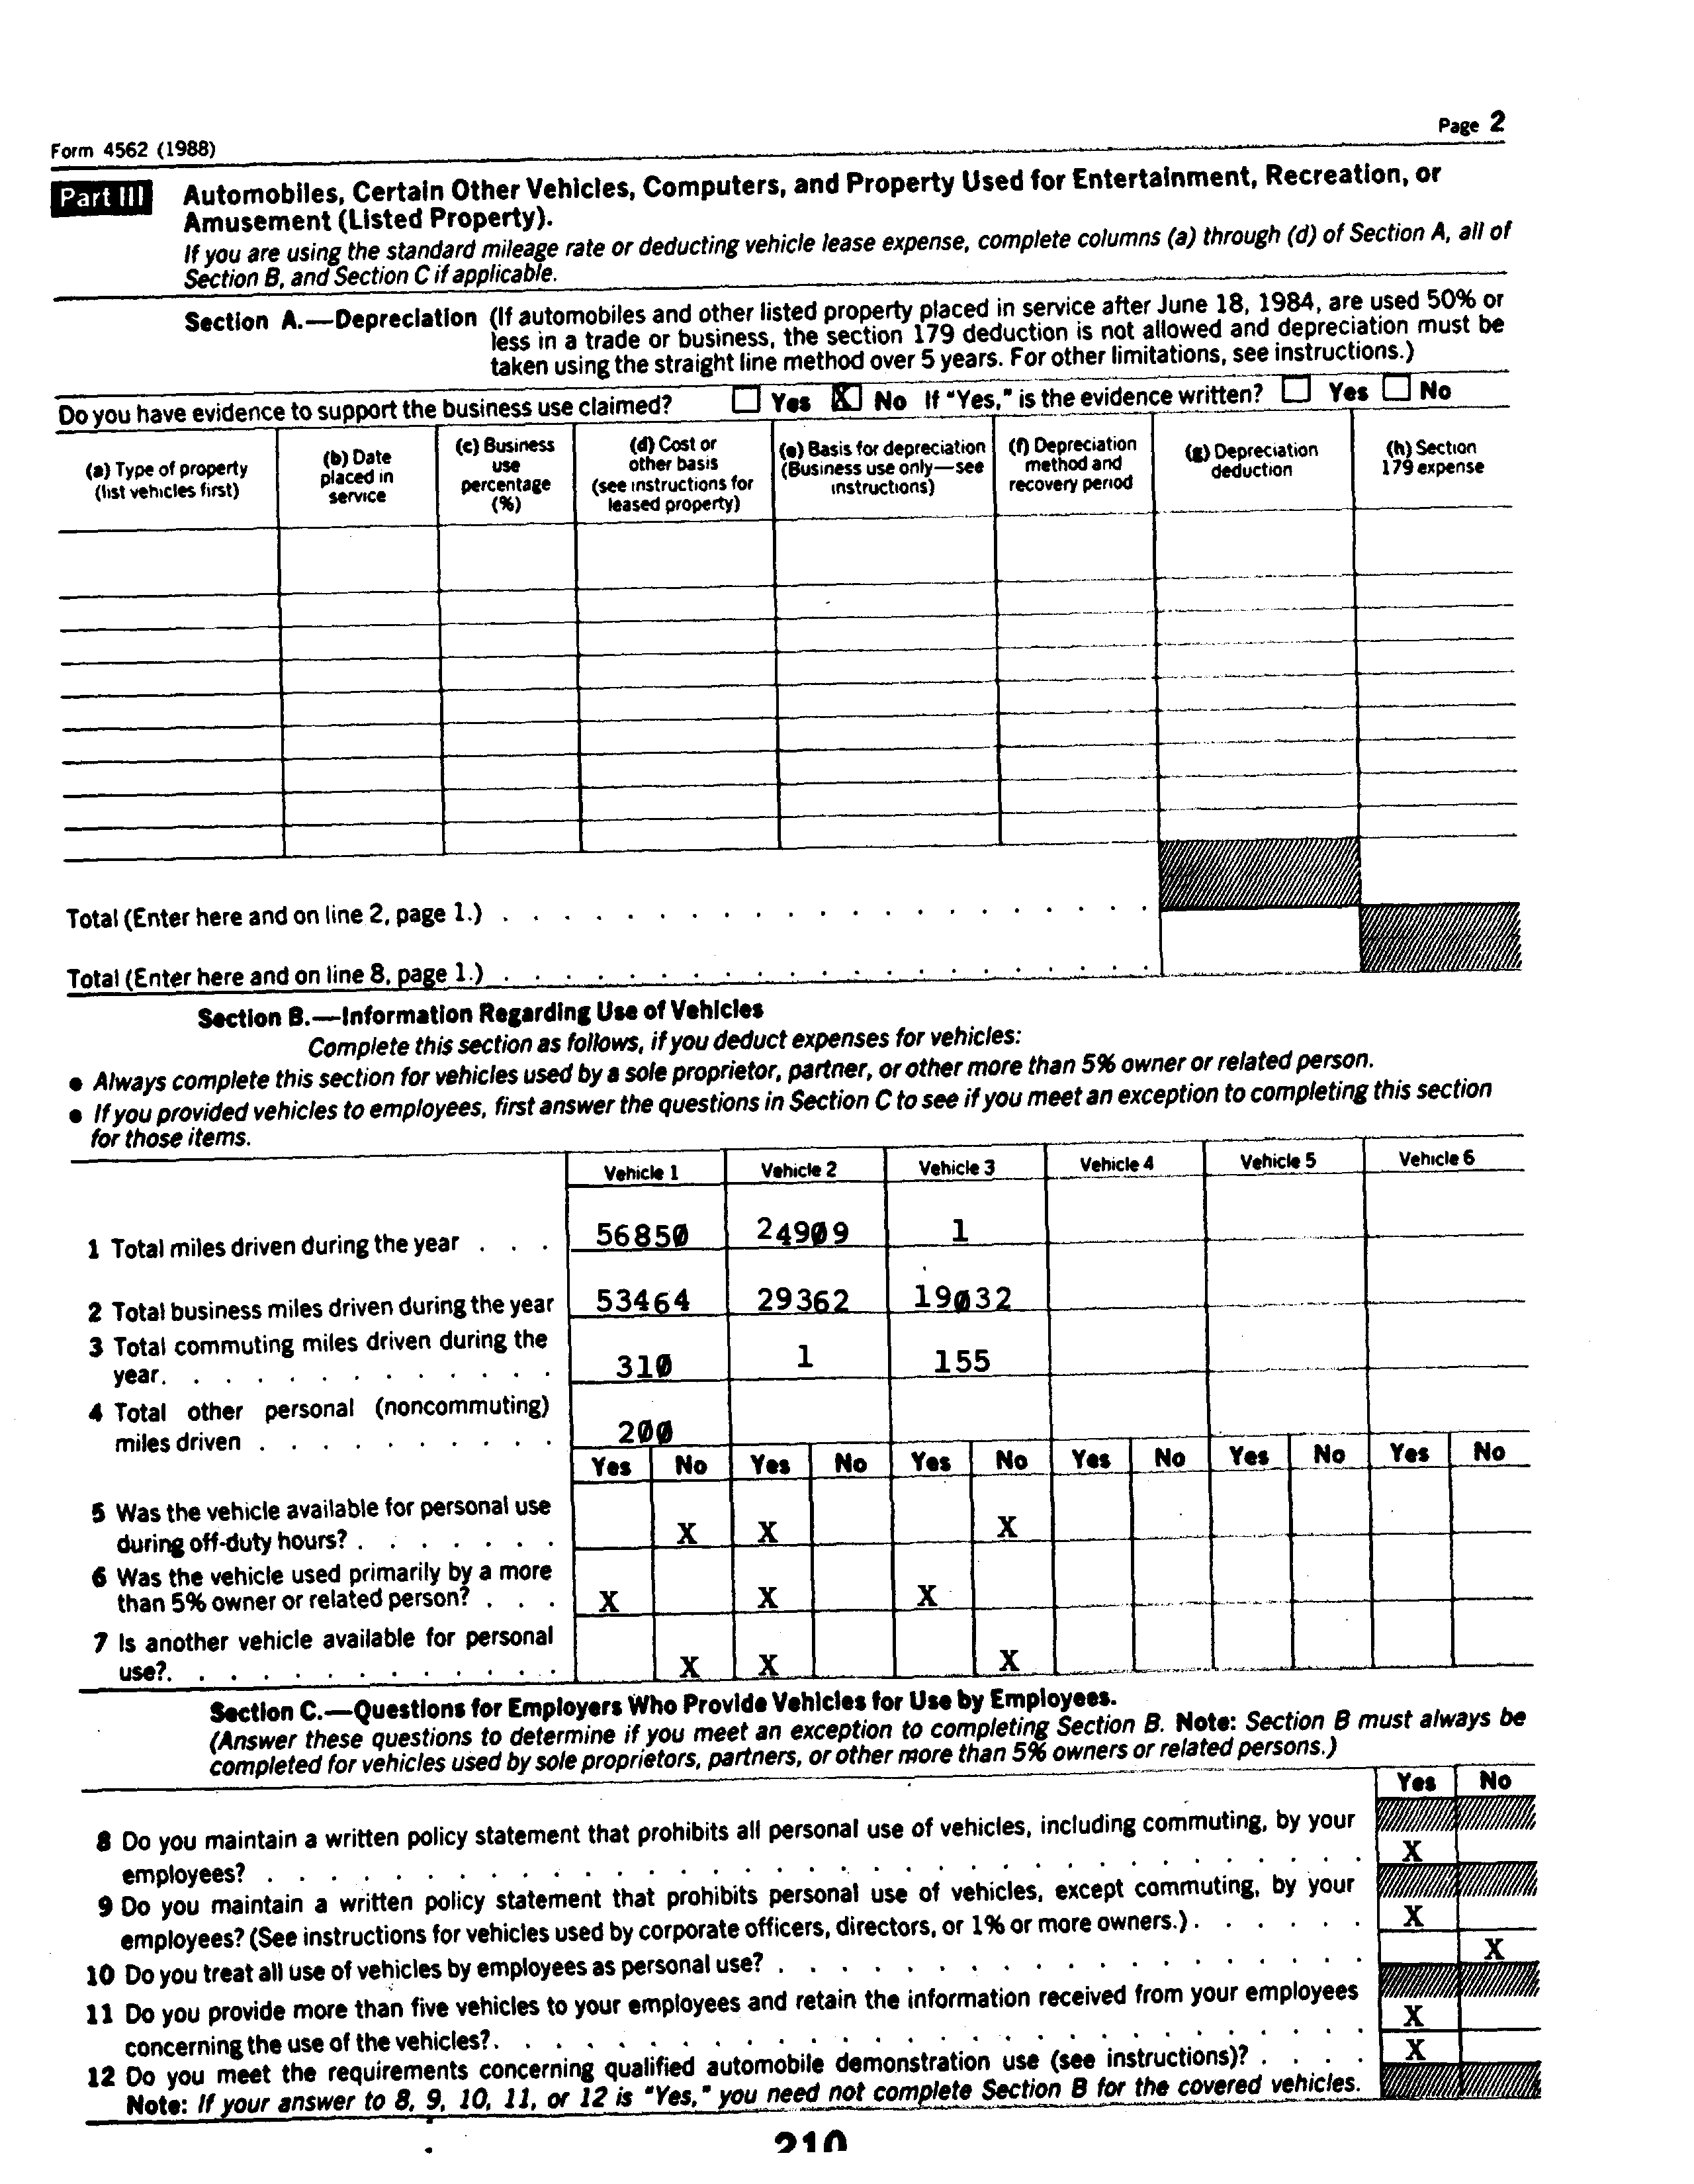 Form 4562 (1988)
Page 2
Part III Automobiles, Certain Other Vehicles, Computers, and Property Used for Entertainment, Recreation, or
Amusement (Listed Property).
If you are using the standard mileage rate or deducting vehicle lease expense, complete columns (a) through (d) of Section A, all of
Section B, and Section C if applicable.
Section A.—Depreciation (If automobiles and other listed property placed in service after June 18, 1984, are used 50% or
less in a trade or business, the section 179 deduction is not allowed and depreciation must be
taken using the straight line method over 5 years. For other limitations, see instructions.)
Do you have evidence to support the business use claimed? Yes X No If "Yes," is the evidence written? Yes No
(a) Type of property
(list vehicles first)
(b) Date
placed in
service
(c) Business
use
percentage
(%)
(d) Cost or
other basis
(see instructions for
leased property)
(e) Basis for depreciation
(Business use only—see
instructions)
(f) Depreciation
method and
recovery period
(g) Depreciation
deduction
(h) Section
179 expense
Total (Enter here and on line 2, page 1.) . . . . . . . . . . . . . . . . . . . . .
Total (Enter here and on line 8, page 1.) . . . . . . . . . . . . . . . . . . . . .
Section B.—Information Regarding Use of Vehicles
Complete this section as follows, if you deduct expenses for vehicles:
● Always complete this section for vehicles used by a sole proprietor, partner, or other more than 5% owner or related person.
● If you provided vehicles to employees, first answer the questions in Section C to see if you meet an exception to completing this section
for those items.
Vehicle 1 Vehicle 2 Vehicle 3 Vehicle 4 Vehicle 5 Vehicle 6
1 Total miles driven during the year . . . 56850 24909 1
2 Total business miles driven during the year 53464 29362 19032
3 Total commuting miles driven during the
year. . . . . . . . . . . . . 310 1 155
4 Total other personal (noncommuting)
miles driven . . . . . . . . . . 200
Yes No Yes No Yes No Yes No Yes No Yes No
5 Was the vehicle available for personal use
during off-duty hours? . . . . . . . X X X
6 Was the vehicle used primarily by a more
than 5% owner or related person? . . . X X X
7 Is another vehicle available for personal
use?. . . . . . . . . . . . . X X X
Section C.—Questions for Employers Who Provide Vehicles for Use by Employees.
(Answer these questions to determine if you meet an exception to completing Section B. Note: Section B must always be
completed for vehicles used by sole proprietors, partners, or other more than 5% owners or related persons.)
Yes No
8 Do you maintain a written policy statement that prohibits all personal use of vehicles, including commuting, by your
employees? . . . . . . . . . . . . . . . . . . . . . . . . . . . . . . . . . . X
9 Do you maintain a written policy statement that prohibits personal use of vehicles, except commuting, by your
employees? (See instructions for vehicles used by corporate officers, directors, or 1% or more owners.) . . . . . . X
10 Do you treat all use of vehicles by employees as personal use? . . . . . . . . . . . . . . . . . . . X
11 Do you provide more than five vehicles to your employees and retain the information received from your employees
concerning the use of the vehicles?. . . . . . . . . . . . . . . . . . . . . . . . . . . . X
12 Do you meet the requirements concerning qualified automobile demonstration use (see instructions)? . . . . X
Note: If your answer to 8, 9, 10, 11, or 12 is "Yes," you need not complete Section B for the covered vehicles.
210